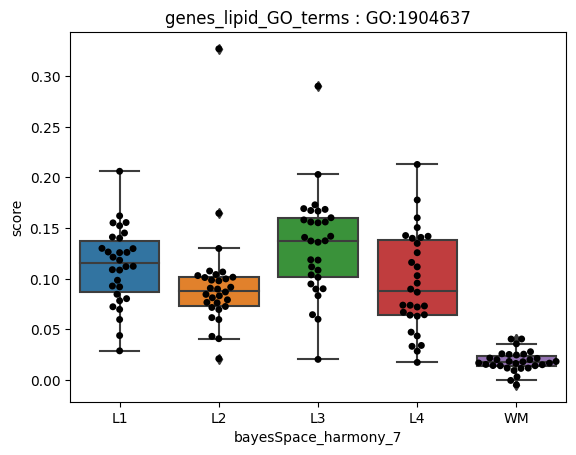 genes_lipid_GO_terms : GO:1904637
score
0.30
0.25
0.20
0.15
0.10
0.05
0.00
L1 L2 L3 L4 WM
bayesSpace_harmony_7